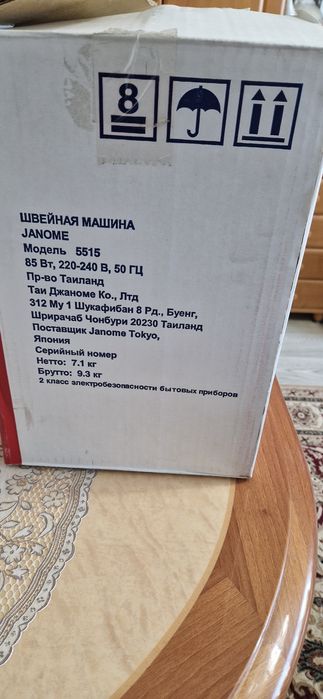 8
ШВЕЙНАЯ МАШИНА
JANOME
Модель 5515
85 Вт, 220-240 В, 50 ГЦ
Пр-во Таиланд
Таи Джаноме Ко., Лтд
312 Му 1 Шукафибан 8 Рд., Буенг,
Шрирачаб Чонбури 20230 Таиланд
Поставщик Janome Tokyo,
Япония
Серийный номер
Нетто: 7.1 кг
Брутто: 9.3 кг
2 класс электробезопасности бытовых приборов